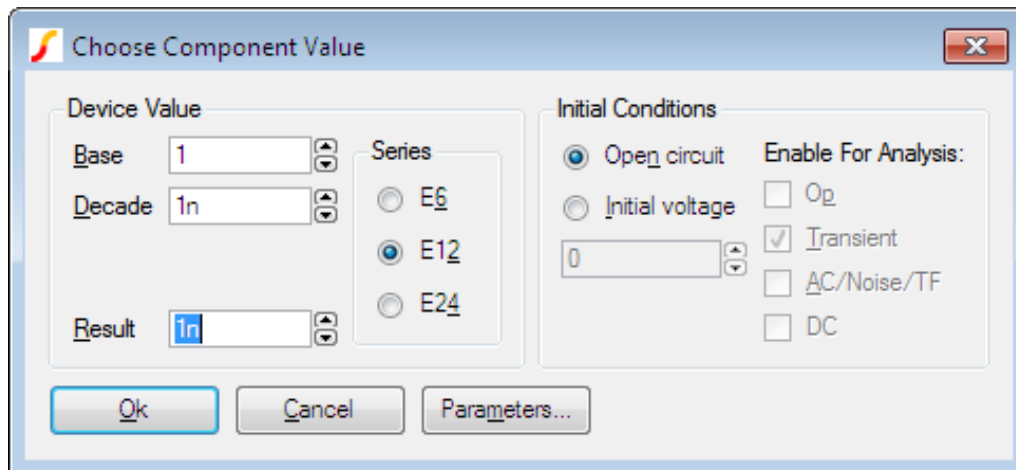 Choose Component Value
Device Value
Base 1
Decade 1n
Result 1n
Series
E6
E12
E24
Initial Conditions
Open circuit
Initial voltage
0
Enable For Analysis:
Op
Transient
AC/Noise/TF
DC
Ok Cancel Parameters...